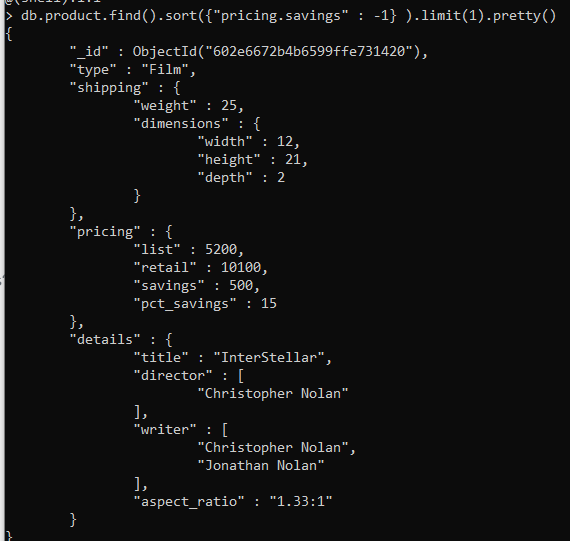 > db.product.find().sort({"pricing.savings" : -1} ).limit(1).pretty()
{
        "_id" : ObjectId("602e6672b4b6599ffe731420"),
        "type" : "Film",
        "shipping" : {
                "weight" : 25,
                "dimensions" : {
                        "width" : 12,
                        "height" : 21,
                        "depth" : 2
                }
        },
        "pricing" : {
                "list" : 5200,
                "retail" : 10100,
                "savings" : 500,
                "pct_savings" : 15
        },
        "details" : {
                "title" : "InterStellar",
                "director" : [
                        "Christopher Nolan"
                ],
                "writer" : [
                        "Christopher Nolan",
                        "Jonathan Nolan"
                ],
                "aspect_ratio" : "1.33:1"
        }
}